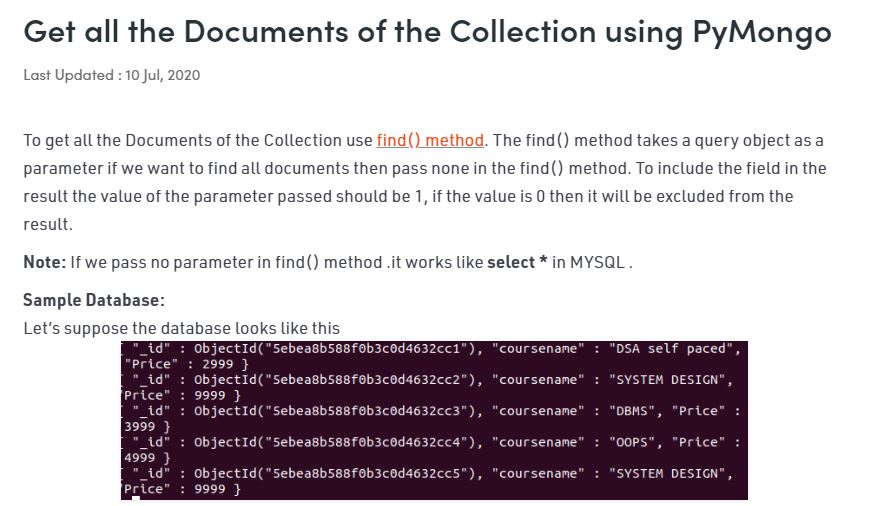 Get all the Documents of the Collection using PyMongo
Last Updated : 10 Jul, 2020
To get all the Documents of the Collection use find() method. The find() method takes a query object as a
parameter if we want to find all documents then pass none in the find() method. To include the field in the
result the value of the parameter passed should be 1, if the value is 0 then it will be excluded from the
result.
Note: If we pass no parameter in find() method .it works like select * in MYSQL .
Sample Database:
Let's suppose the database looks like this
{ "_id" : ObjectId("5ebea8b588f0b3c0d4632cc1"), "coursename" : "DSA self paced",
"Price" : 2999 }
{ "_id" : ObjectId("5ebea8b588f0b3c0d4632cc2"), "coursename" : "SYSTEM DESIGN",
"Price" : 9999 }
{ "_id" : ObjectId("5ebea8b588f0b3c0d4632cc3"), "coursename" : "DBMS", "Price" :
3999 }
{ "_id" : ObjectId("5ebea8b588f0b3c0d4632cc4"), "coursename" : "OOPS", "Price" :
4999 }
{ "_id" : ObjectId("5ebea8b588f0b3c0d4632cc5"), "coursename" : "SYSTEM DESIGN",
"Price" : 9999 }